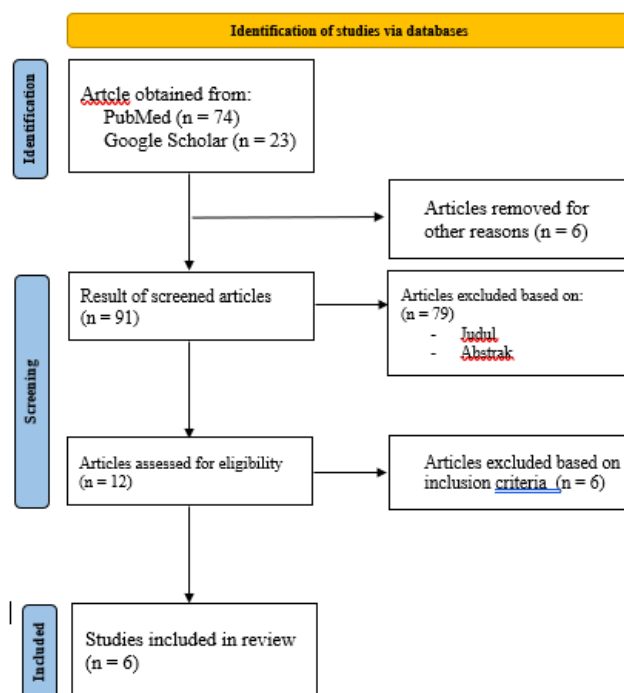 Identification of studies via databases
Identification
Artcle obtained from:
PubMed (n = 74)
Google Scholar (n = 23)
Articles removed for
other reasons (n = 6)
Screening
Result of screened articles
(n = 91)
Articles excluded based on:
(n = 79)
- Judul
- Abstrak
Articles assessed for eligibility
(n = 12)
Articles excluded based on
inclusion criteria (n = 6)
Included
Studies included in review
(n = 6)